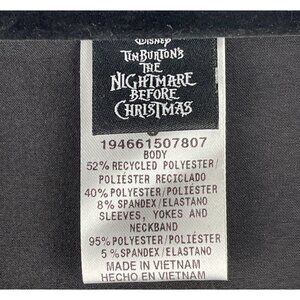 DISNEY
TIM BURTON'S
THE
NIGHTMARE
BEFORE
CHRISTMAS
194661507807
BODY
52% RECYCLED POLYESTER/
POLIÉSTER RECICLADO
40% POLYESTER/POLIÉSTER
8% SPANDEX/ELASTANO
SLEEVES, YOKES AND
NECKBAND
95% POLYESTER/POLIÉSTER
5% SPANDEX/ELASTANO
MADE IN VIETNAM
HECHO EN VIETNAM